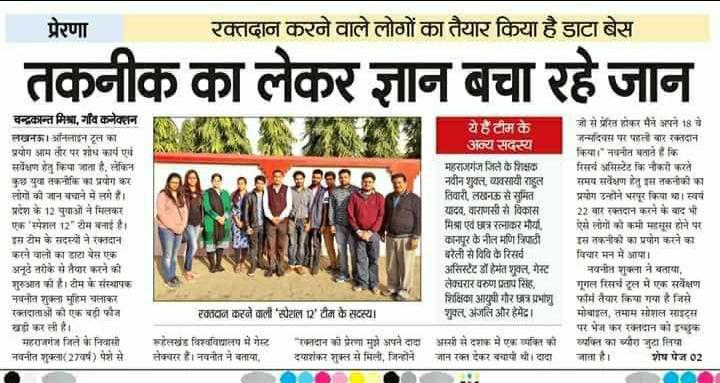 प्रेरणा
रक्तदान करने वाले लोगों का तैयार किया है डाटा बेस
तकनीक का लेकर ज्ञान बचा रहे जान
चन्द्रकान्त मिश्रा, गाँव कनेक्शन
लखनऊ। ऑनलाइन टूल का
प्रयोग आम तौर पर शोध कार्य एवं
सर्वेक्षण हेतु किया जाता है, लेकिन
कुछ युवा तकनीकि का प्रयोग कर
लोगों की जान बचाने में लगे हैं।
प्रदेश के 12 युवाओं ने मिलकर
एक 'स्पेशल 12' टीम बनाई है।
इस टीम के सदस्यों ने रक्तदान
करने वालों का डाटा बेस एक
अनूठे तरीके से तैयार करने की
शुरुआत की है। टीम के संस्थापक
नवनीत शुक्ला मुहिम चलाकर
रक्तदाताओं की एक बड़ी फौज
खड़ी कर ली है।
महराजगंज जिले के निवासी
नवनीत शुक्ला(27वर्ष) पेशे से
रक्तदान करने वाली 'स्पेशल 12' टीम के सदस्य।
रूहेलखंड विश्वविद्यालय में गेस्ट
लेक्चरर हैं। नवनीत ने बताया,
"रक्तदान की प्रेरणा मुझे अपने दादा
दयाशंकर शुक्ल से मिली, जिन्होंने
ये हैं टीम के
अन्य सदस्य
महराजगंज जिले के शिक्षक
नवीन शुक्ल, व्यवसायी राहुल
तिवारी, लखनऊ से सुमित
यादव, वाराणसी से विकास
मिश्रा एवं छात्र रत्नाकर मौर्या,
कानपुर के नील मणि त्रिपाठी
बरेली से विवि के रिसर्च
असिस्टेंट डॉ हेमंत शुक्ल, गेस्ट
लेक्चरार वरुण प्रताप सिंह,
शिक्षिका आयुषी गौर छात्र प्रभांशु
शुक्ल, अंजलि और हेमेंद्र।
अस्सी से दशक में एक व्यक्ति की
जान रक्त देकर बचायी थी। दादा
जी से प्रेरित होकर मैंने अपने 18 वे
जन्मदिवस पर पहली बार रक्तदान
किया।" नवनीत बताते हैं कि
रिसर्च असिस्टेंट कि नौकरी करते
समय सर्वेक्षण हेतु इस तकनीकी का
प्रयोग उन्होंने भरपूर किया था। स्वयं
22 बार रक्तदान करने के बाद भी
ऐसे लोगों की कमी महसूस होने पर
इस तकनीकी का प्रयोग करने का
विचार मन में आया।
नवनीत शुक्ला ने बताया,
गूगल रिसर्च टूल में एक सर्वेक्षण
फॉर्म तैयार किया गया है जिसे
मोबाइल, तमाम सोशल साइट्स
पर भेज कर रक्तदान को इच्छुक
व्यक्ति का ब्यौरा जुटा लिया
जाता है। शेष पेज 02